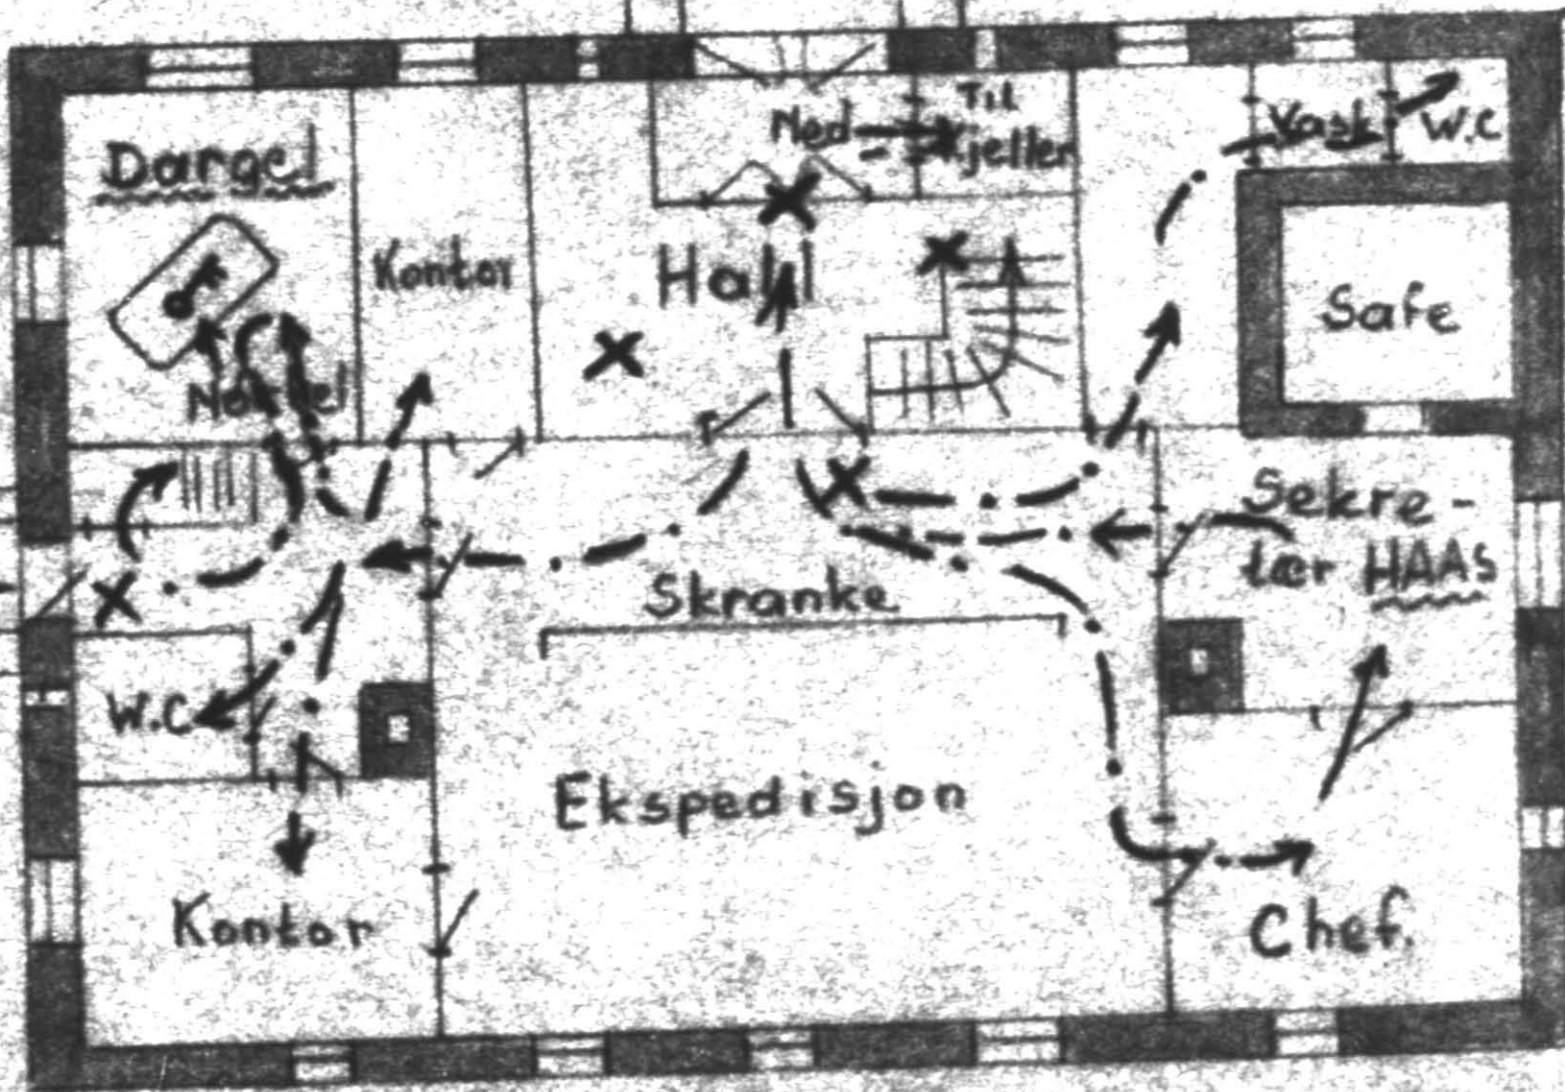 Dargel
Kontor
Nøkkel
Hall
Ned
Til
kjeller
Vask
W.C
Safe
Sekre-
tær HAAS
Skranke
W.C
Ekspedisjon
Kontor
Chef.